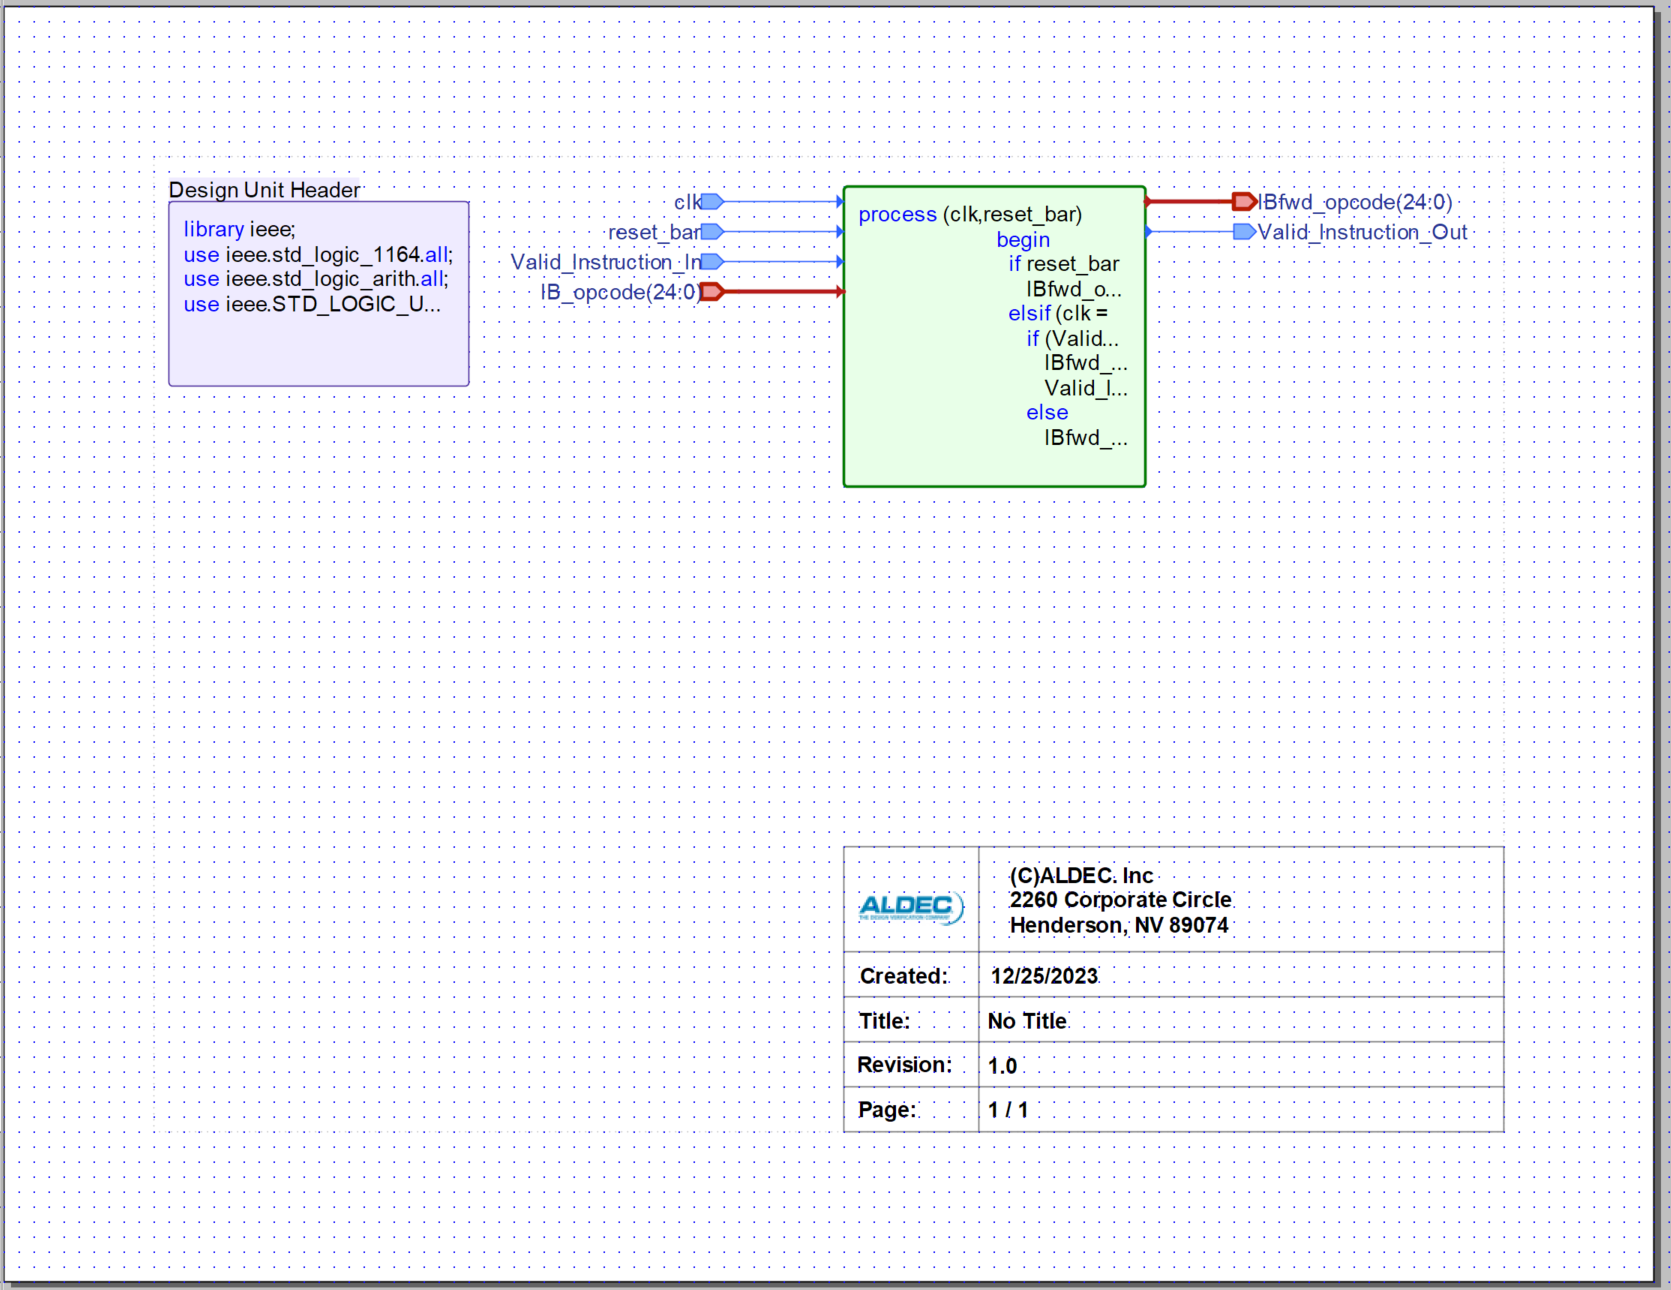 Design Unit Header
library ieee;
use ieee.std_logic_1164.all;
use ieee.std_logic_arith.all;
use ieee.STD_LOGIC_U...
clk
reset_bar
Valid_Instruction_In
IB_opcode(24:0)
process (clk,reset_bar)
begin
if reset_bar
IBfwd_o...
elsif (clk =
if (Valid...
IBfwd_...
Valid_I...
else
IBfwd_...
IBfwd_opcode(24:0)
Valid_Instruction_Out
ALDEC
THE DESIGN VERIFICATION COMPANY
(C)ALDEC. Inc
2260 Corporate Circle
Henderson, NV 89074
Created: 12/25/2023
Title: No Title
Revision: 1.0
Page: 1 / 1